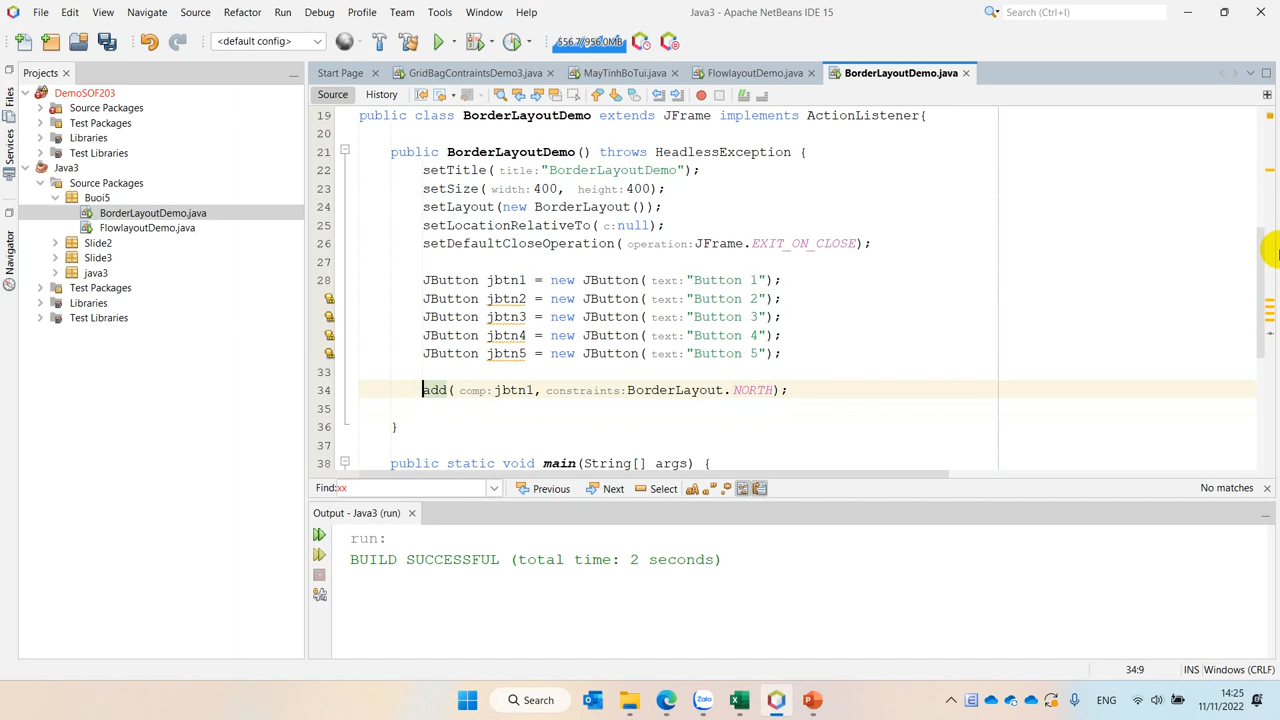 File Edit View Navigate Source Refactor Run Debug Profile Team Tools Window Help
Java3 - Apache NetBeans IDE 15
Search (Ctrl+I)
<default config>
556.7/956.0MB
Projects
Start Page
GridBagContraintsDemo3.java
MayTinhBoTui.java
FlowlayoutDemo.java
BorderLayoutDemo.java
Source History
Files
Services
Navigator
DemoSOF203
Source Packages
Test Packages
Libraries
Test Libraries
Java3
Source Packages
Buoi5
BorderLayoutDemo.java
FlowlayoutDemo.java
Slide2
Slide3
java3
Test Packages
Libraries
Test Libraries
19 public class BorderLayoutDemo extends JFrame implements ActionListener{
20
21 public BorderLayoutDemo() throws HeadlessException {
22 setTitle( title:"BorderLayoutDemo");
23 setSize( width:400, height:400);
24 setLayout(new BorderLayout());
25 setLocationRelativeTo( c:null);
26 setDefaultCloseOperation( operation:JFrame.EXIT_ON_CLOSE);
27
28 JButton jbtn1 = new JButton( text:"Button 1");
JButton jbtn2 = new JButton( text:"Button 2");
JButton jbtn3 = new JButton( text:"Button 3");
JButton jbtn4 = new JButton( text:"Button 4");
JButton jbtn5 = new JButton( text:"Button 5");
33
34 add( comp:jbtn1, constraints:BorderLayout.NORTH);
35
36 }
37
38 public static void main(String[] args) {
Find: xx
Previous Next Select
No matches
Output - Java3 (run)
run:
BUILD SUCCESSFUL (total time: 2 seconds)
34:9 INS Windows (CRLF)
Search
Zalo
ENG
14:25
11/11/2022